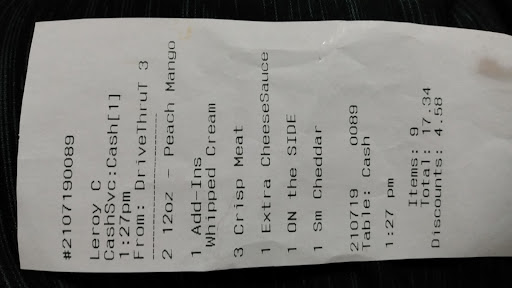 #2107190089
Leroy C
CashSvc:Cash[1]
1:27pm
From: DriveThruT 3
2 12oz - Peach Mango
1 Add-Ins
Whipped Cream
3 Crisp Meat
1 Extra CheeseSauce
1 ON the SIDE
1 Sm Cheddar
210719 0089
Table: Cash
1:27 pm
Items: 9
Total: 17.34
Discounts: 4.58